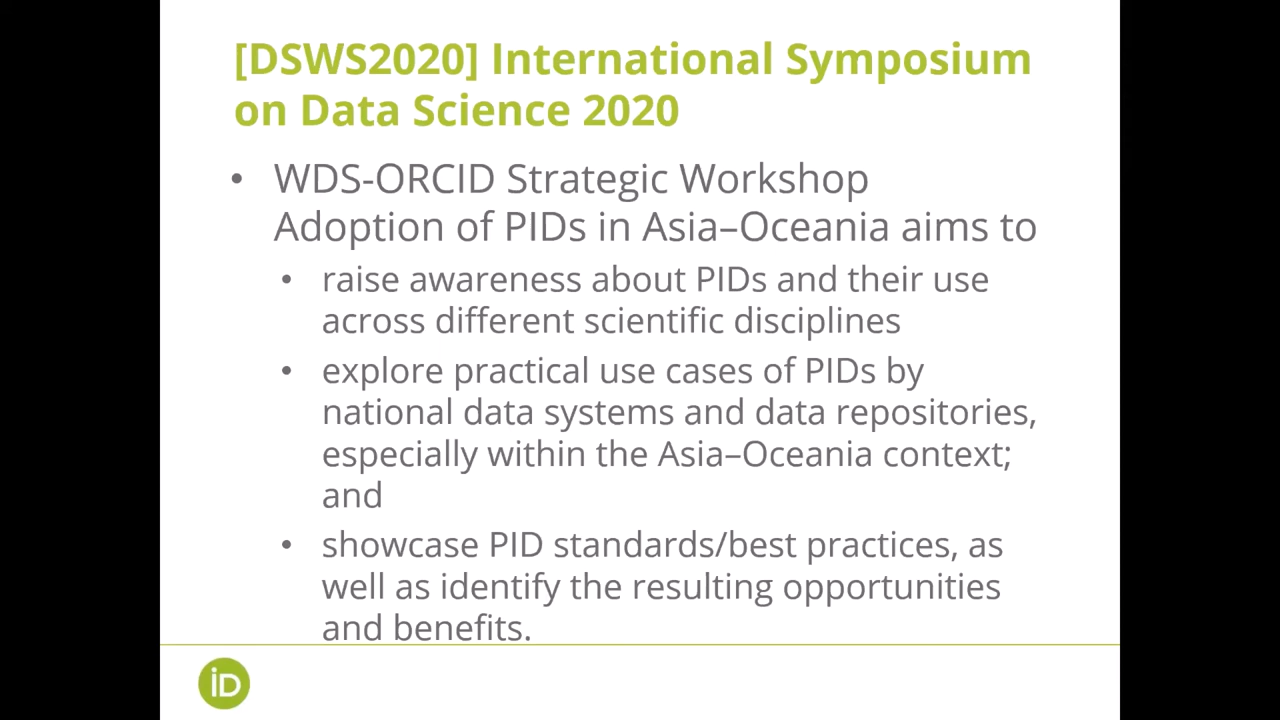 [DSWS2020] International Symposium
on Data Science 2020
• WDS-ORCID Strategic Workshop
Adoption of PIDs in Asia–Oceania aims to
• raise awareness about PIDs and their use
across different scientific disciplines
• explore practical use cases of PIDs by
national data systems and data repositories,
especially within the Asia–Oceania context;
and
• showcase PID standards/best practices, as
well as identify the resulting opportunities
and benefits.
iD